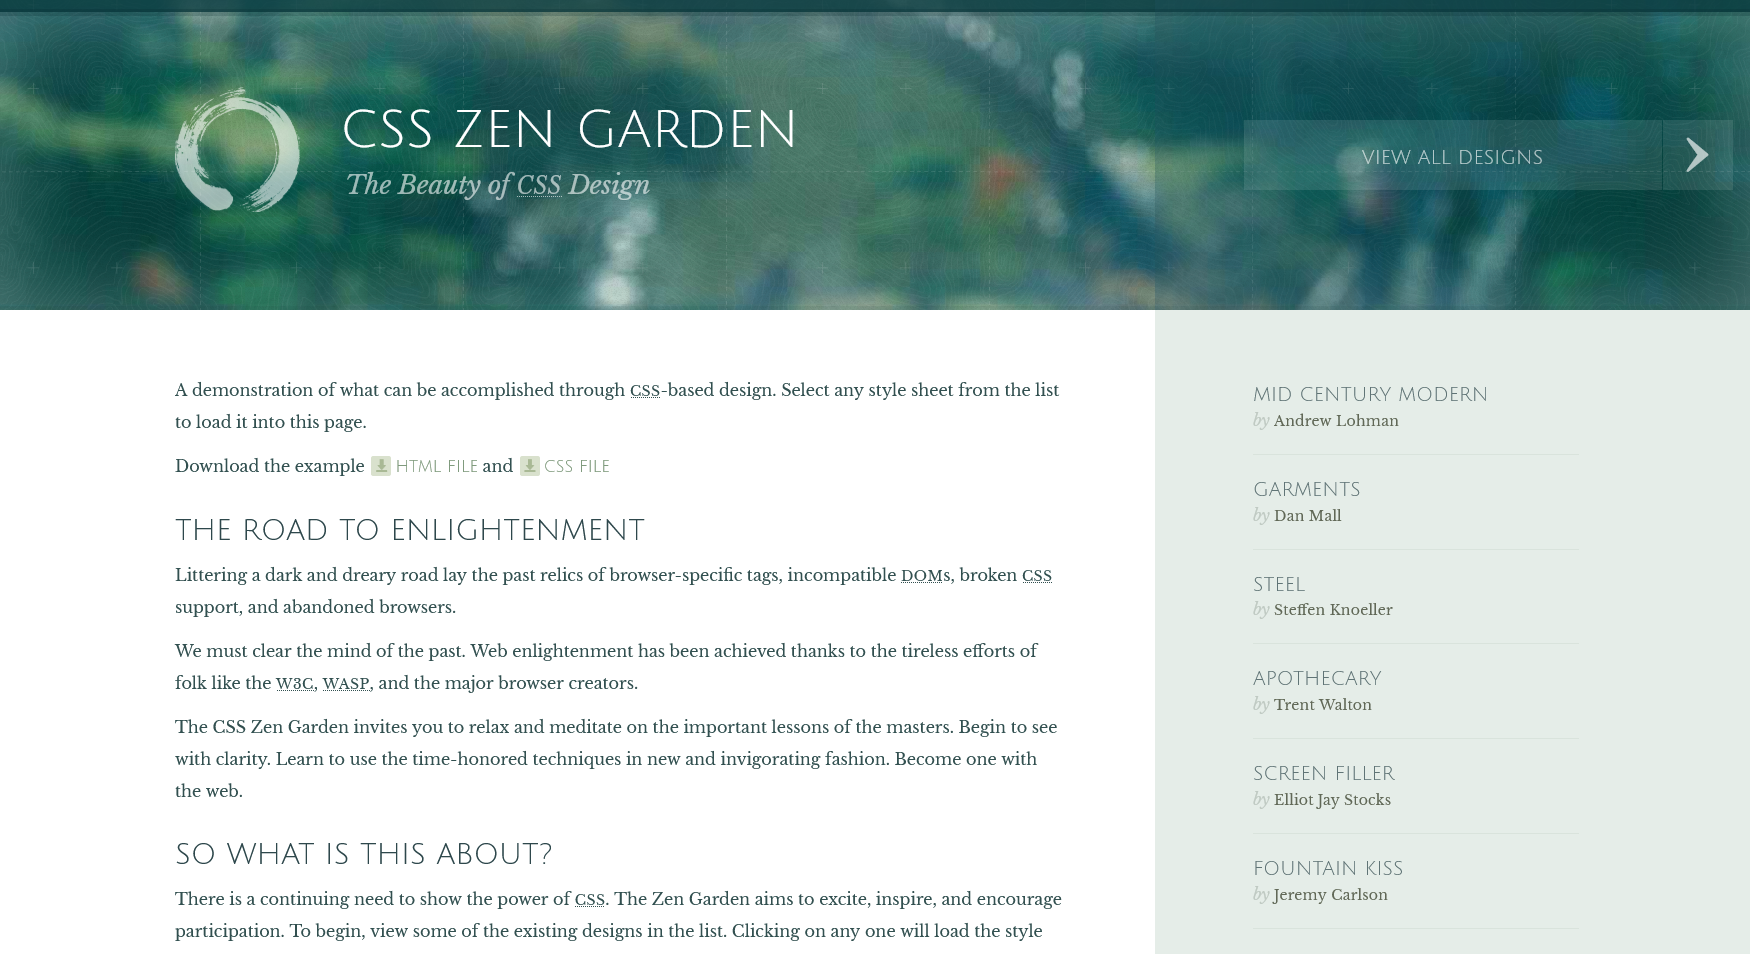 CSS ZEN GARDEN
The Beauty of CSS Design
VIEW ALL DESIGNS
A demonstration of what can be accomplished through CSS-based design. Select any style sheet from the list
to load it into this page.
Download the example HTML FILE and CSS FILE
THE ROAD TO ENLIGHTENMENT
Littering a dark and dreary road lay the past relics of browser-specific tags, incompatible DOMs, broken CSS
support, and abandoned browsers.
We must clear the mind of the past. Web enlightenment has been achieved thanks to the tireless efforts of
folk like the W3C, WASP, and the major browser creators.
The CSS Zen Garden invites you to relax and meditate on the important lessons of the masters. Begin to see
with clarity. Learn to use the time-honored techniques in new and invigorating fashion. Become one with
the web.
SO WHAT IS THIS ABOUT?
There is a continuing need to show the power of CSS. The Zen Garden aims to excite, inspire, and encourage
participation. To begin, view some of the existing designs in the list. Clicking on any one will load the style
MID CENTURY MODERN
by Andrew Lohman
GARMENTS
by Dan Mall
STEEL
by Steffen Knoeller
APOTHECARY
by Trent Walton
SCREEN FILLER
by Elliot Jay Stocks
FOUNTAIN KISS
by Jeremy Carlson